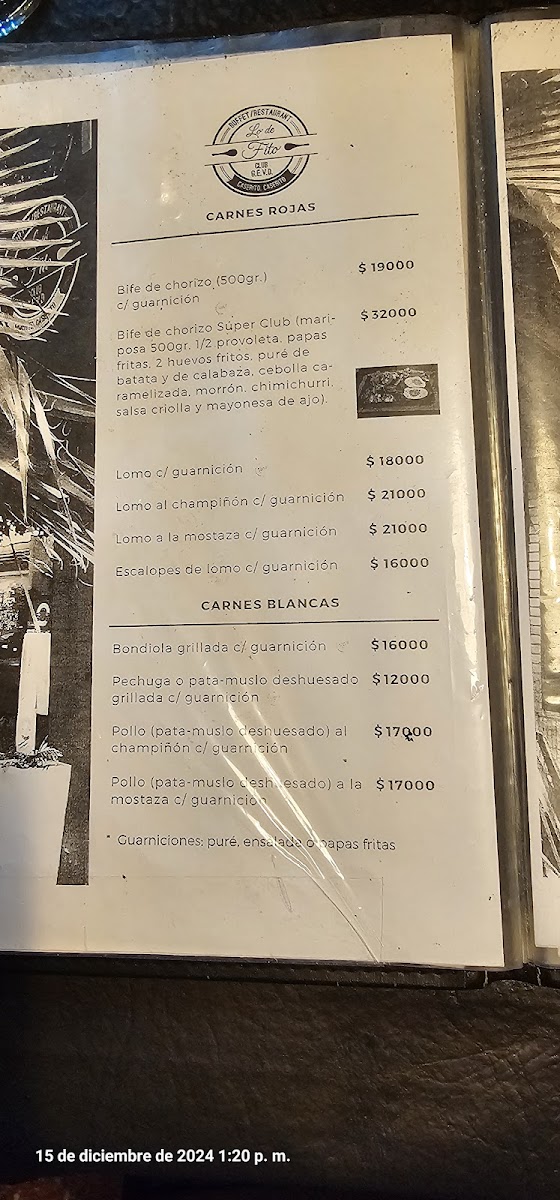 BUFFET/RESTAURANT
Lo de
Fito
CLUB
G.E.V.D.
CASERITO, CASERITO
CARNES ROJAS
Bife de chorizo (500gr.) $ 19000
c/ guarnición
Bife de chorizo Súper Club (mari- $ 32000
posa 500gr, 1/2 provoleta, papas
fritas, 2 huevos fritos, puré de
batata y de calabaza, cebolla ca-
ramelizada, morrón, chimichurri,
salsa criolla y mayonesa de ajo).
Lomo c/ guarnición $ 18000
Lomo al champiñón c/ guarnición $ 21000
Lomo a la mostaza c/ guarnición $ 21000
Escalopes de lomo c/ guarnición $ 16000
CARNES BLANCAS
Bondiola grillada c/ guarnición $16000
Pechuga o pata-muslo deshuesado $12000
grillada c/ guarnición
Pollo (pata-muslo deshuesado) al $17000
champiñón c/ guarnición
Pollo (pata-muslo deshuesado) a la $17000
mostaza c/ guarnición
* Guarniciones: puré, ensalada o papas fritas
15 de diciembre de 2024 1:20 p. m.